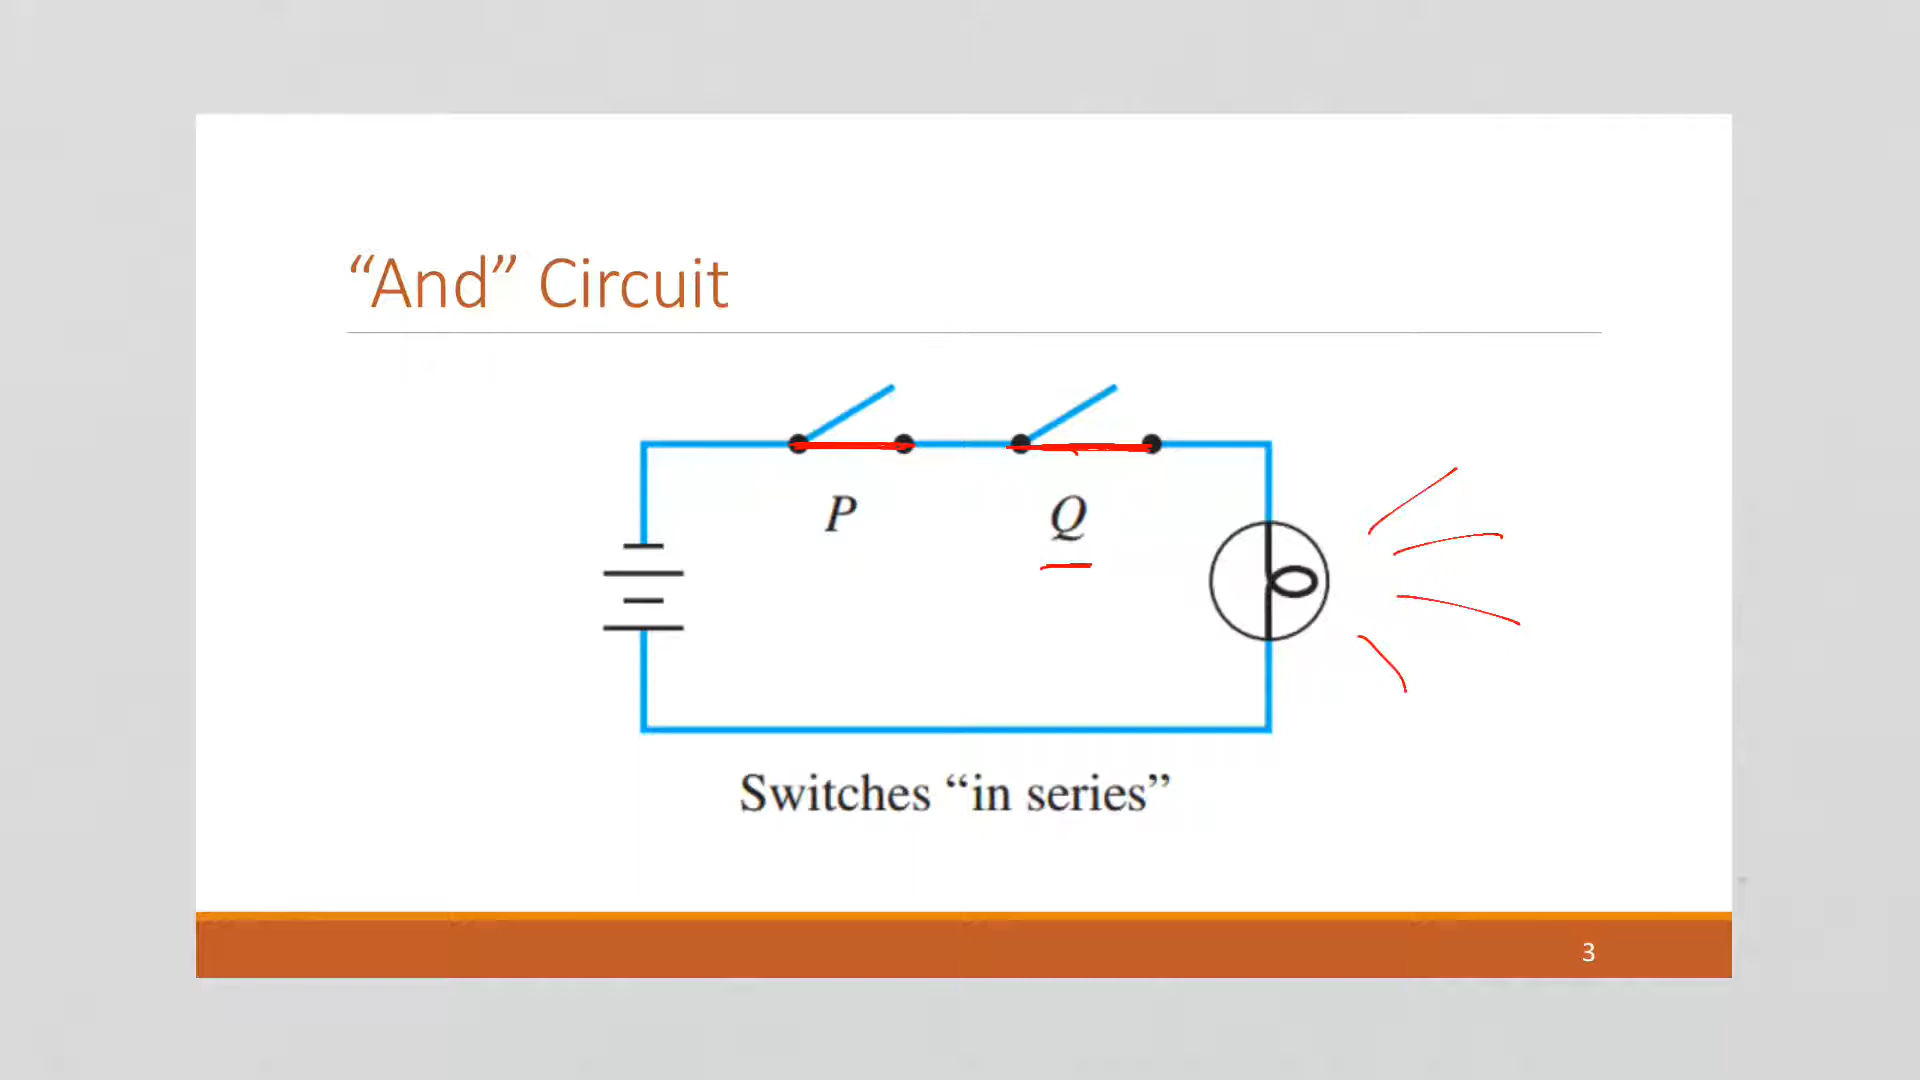 “And” Circuit
P
Q
Switches “in series”
3